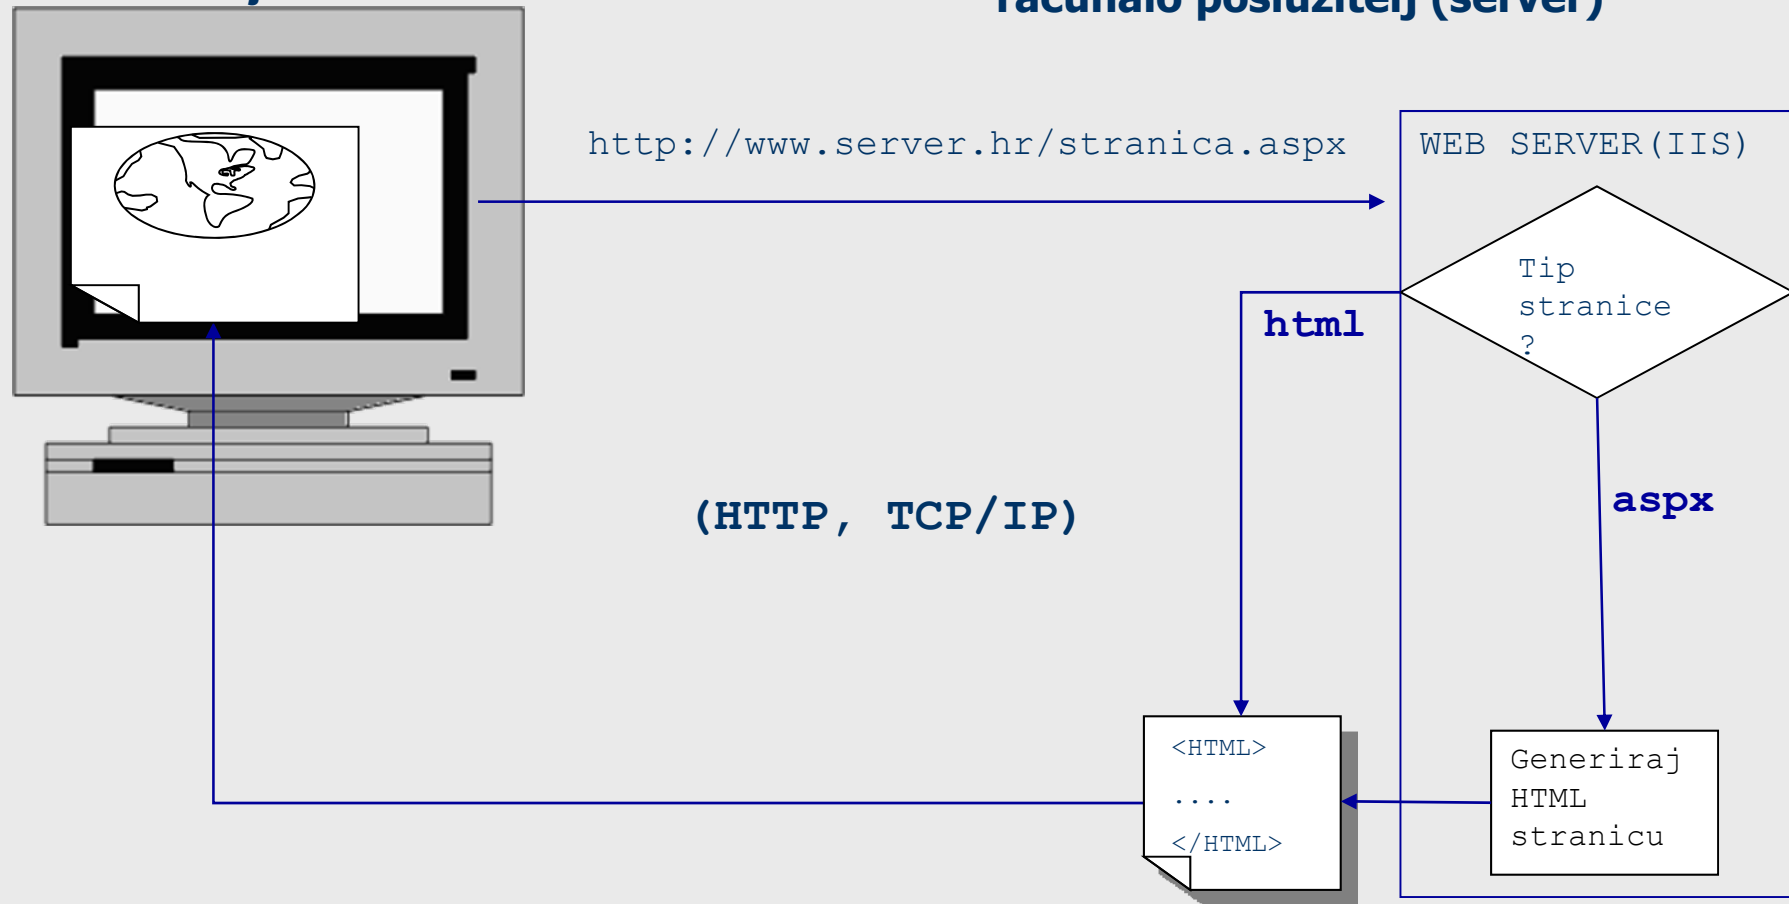 računalo poslužitelj (server)
http://www.server.hr/stranica.aspx
WEB SERVER(IIS)
Tip
stranice
?
html
aspx
(HTTP, TCP/IP)
<HTML>
....
</HTML>
Generiraj
HTML
stranicu